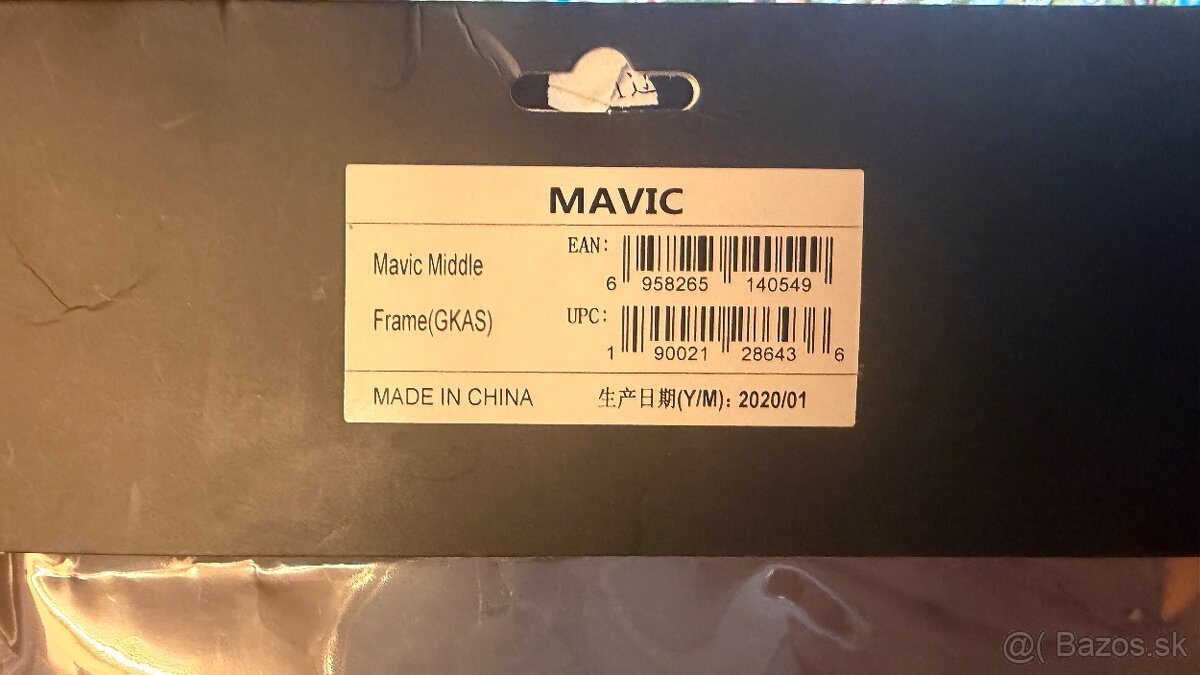 MAVIC
Mavic Middle
Frame(GKAS)
EAN:
6 958265 140549
UPC:
1 90021 28643 6
MADE IN CHINA
生产日期(Y/M): 2020/01
@( Bazos.sk